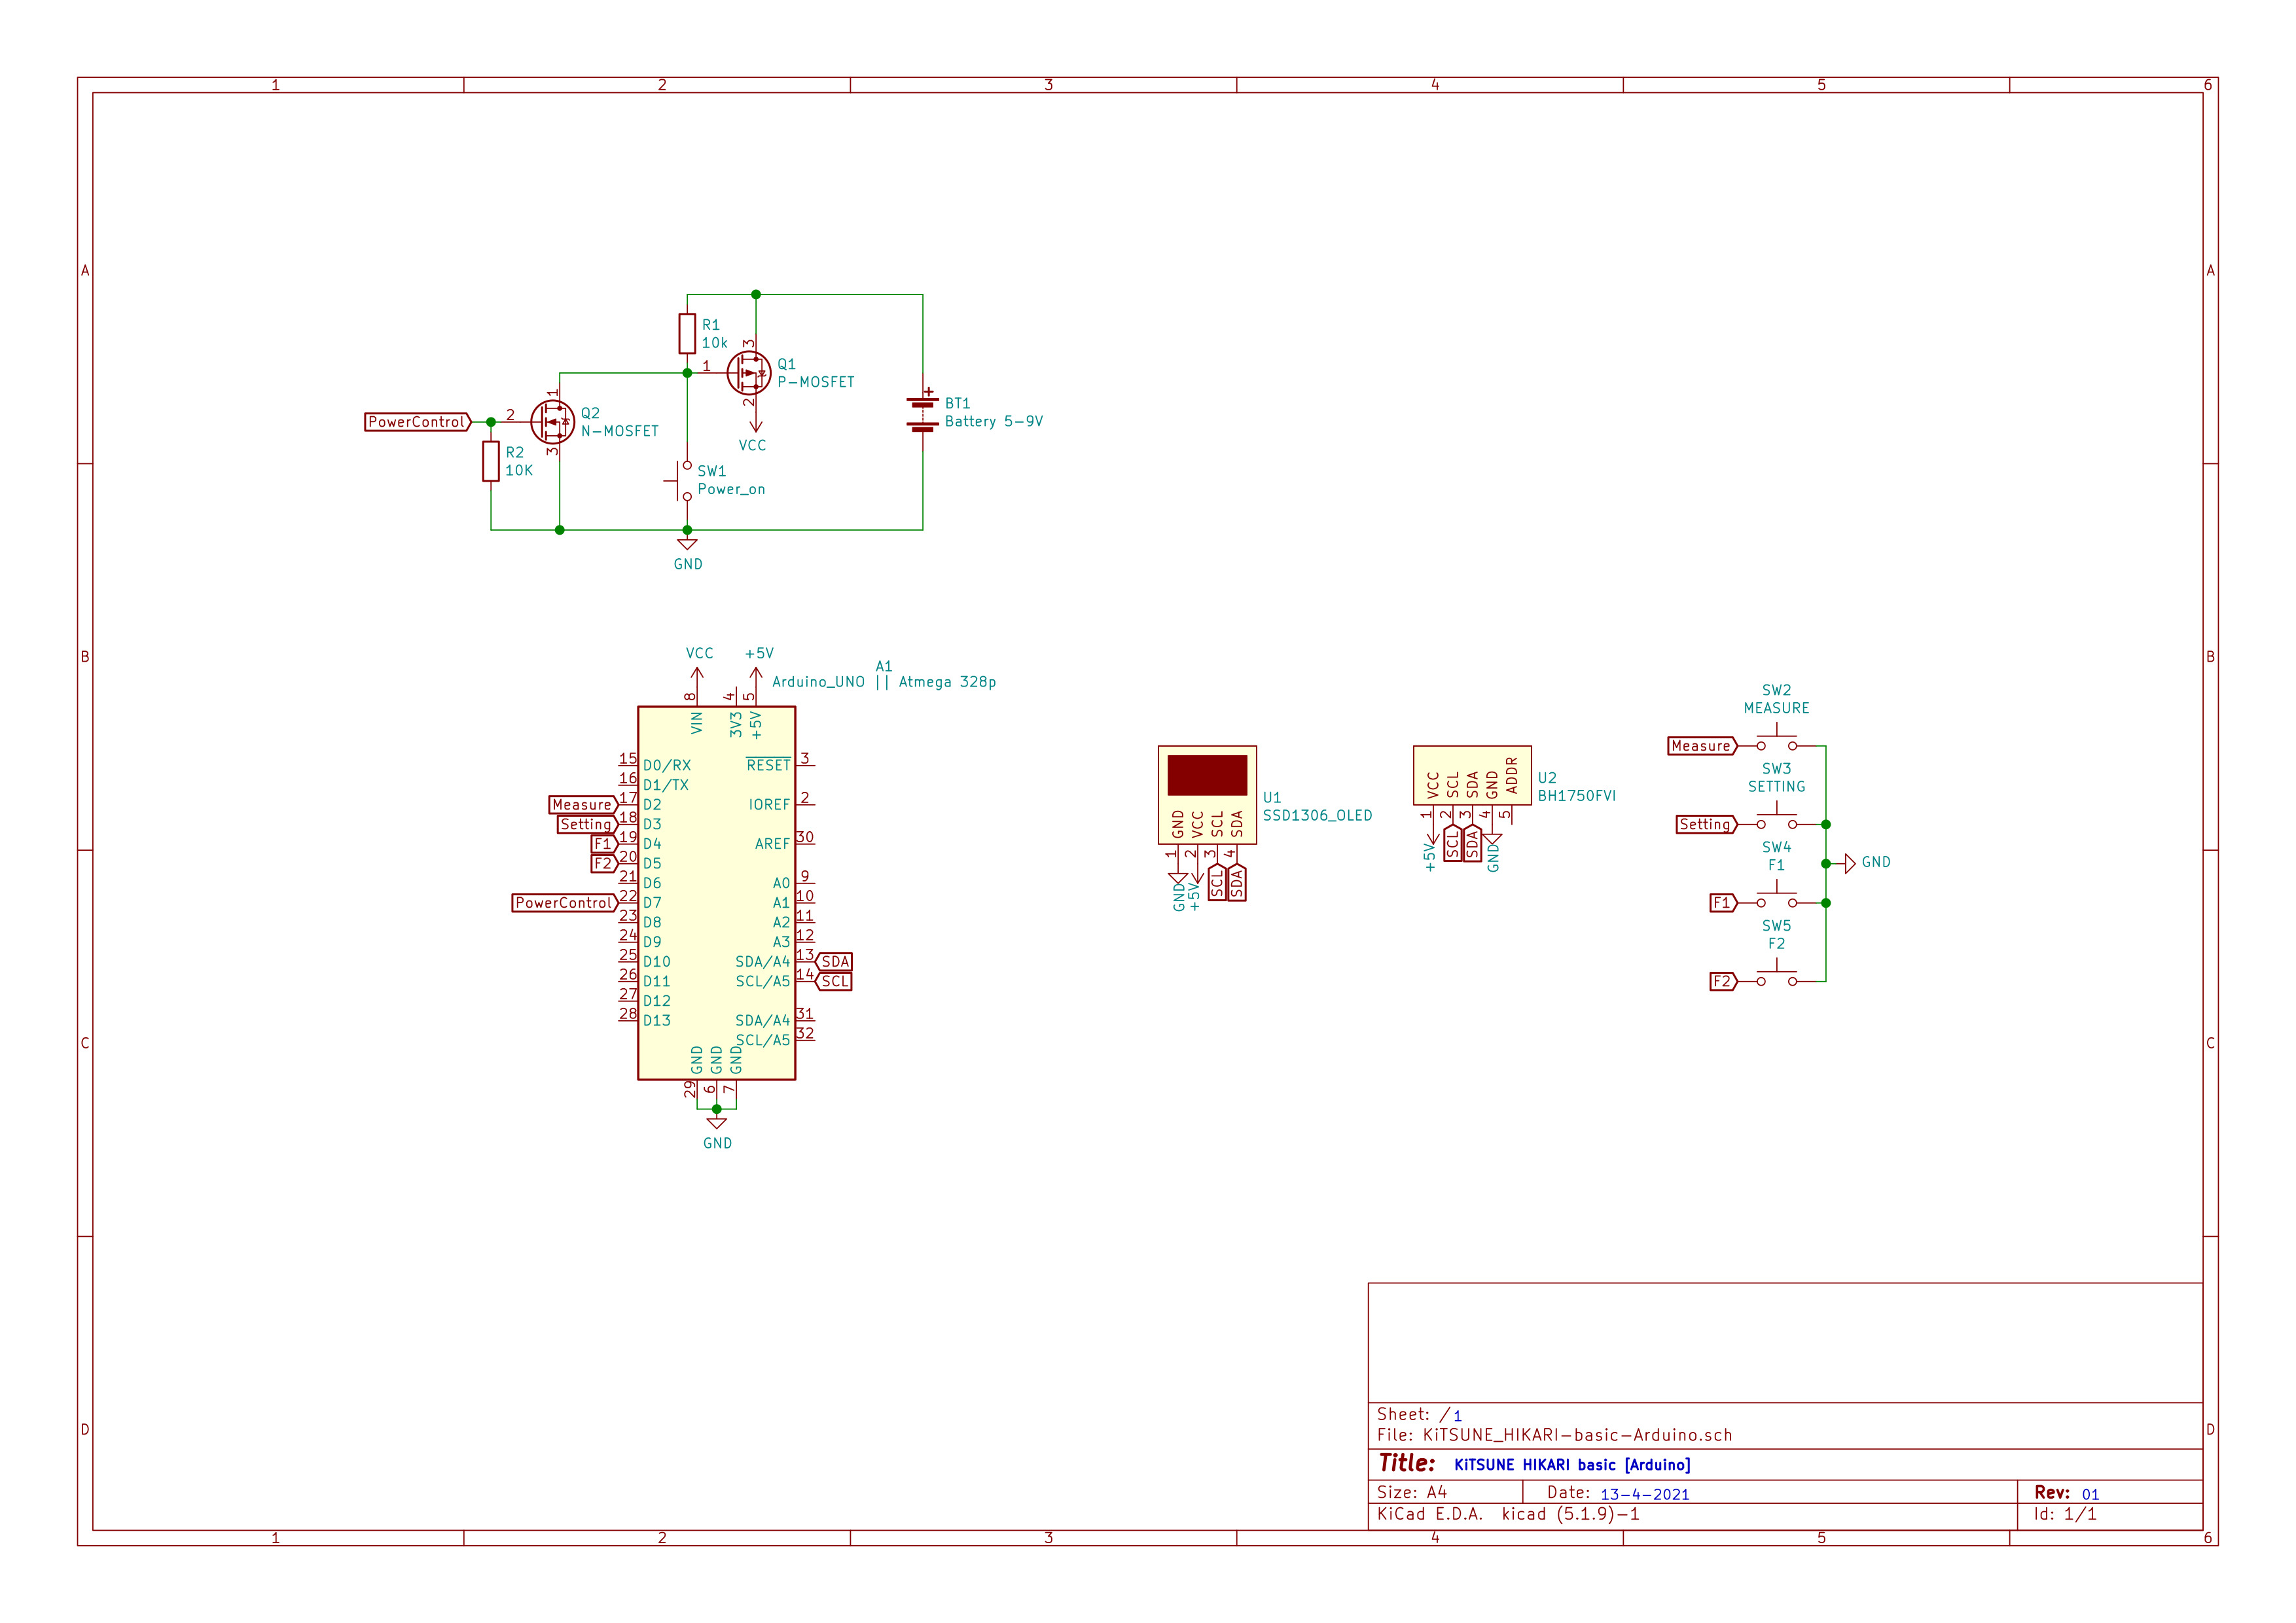 1 2 3 4 5 6
A A
R1
10k
3
1
Q1
P-MOSFET
2
VCC
BT1
Battery 5-9V
+
PowerControl
2
1
Q2
N-MOSFET
3
R2
10K
SW1
Power_on
GND
B B
VCC
+5V
A1
Arduino_UNO || Atmega 328p
8 4 5
VIN 3V3 +5V
15 D0/RX
16 D1/TX
Measure 17 D2
Setting 18 D3
F1 19 D4
F2 20 D5
21 D6
PowerControl 22 D7
23 D8
24 D9
25 D10
26 D11
27 D12
28 D13
RESET 3
IOREF 2
AREF 30
A0 9
A1 10
A2 11
A3 12
SDA/A4 13 SDA
SCL/A5 14 SCL
SDA/A4 31
SCL/A5 32
GND GND GND
29 6 7
GND
U1
SSD1306_OLED
GND VCC SCL SDA
1 2 3 4
GND +5V SCL SDA
U2
BH1750FVI
VCC SCL SDA GND ADDR
1 2 3 4 5
+5V SCL SDA GND
SW2
MEASURE
Measure
SW3
SETTING
Setting
SW4
F1
F1
GND
SW5
F2
F2
C C
D D
Sheet: /1
File: KiTSUNE_HIKARI-basic-Arduino.sch
Title: KiTSUNE HIKARI basic [Arduino]
Size: A4 Date: 13-4-2021 Rev: 01
KiCad E.D.A. kicad (5.1.9)-1 Id: 1/1
1 2 3 4 5 6